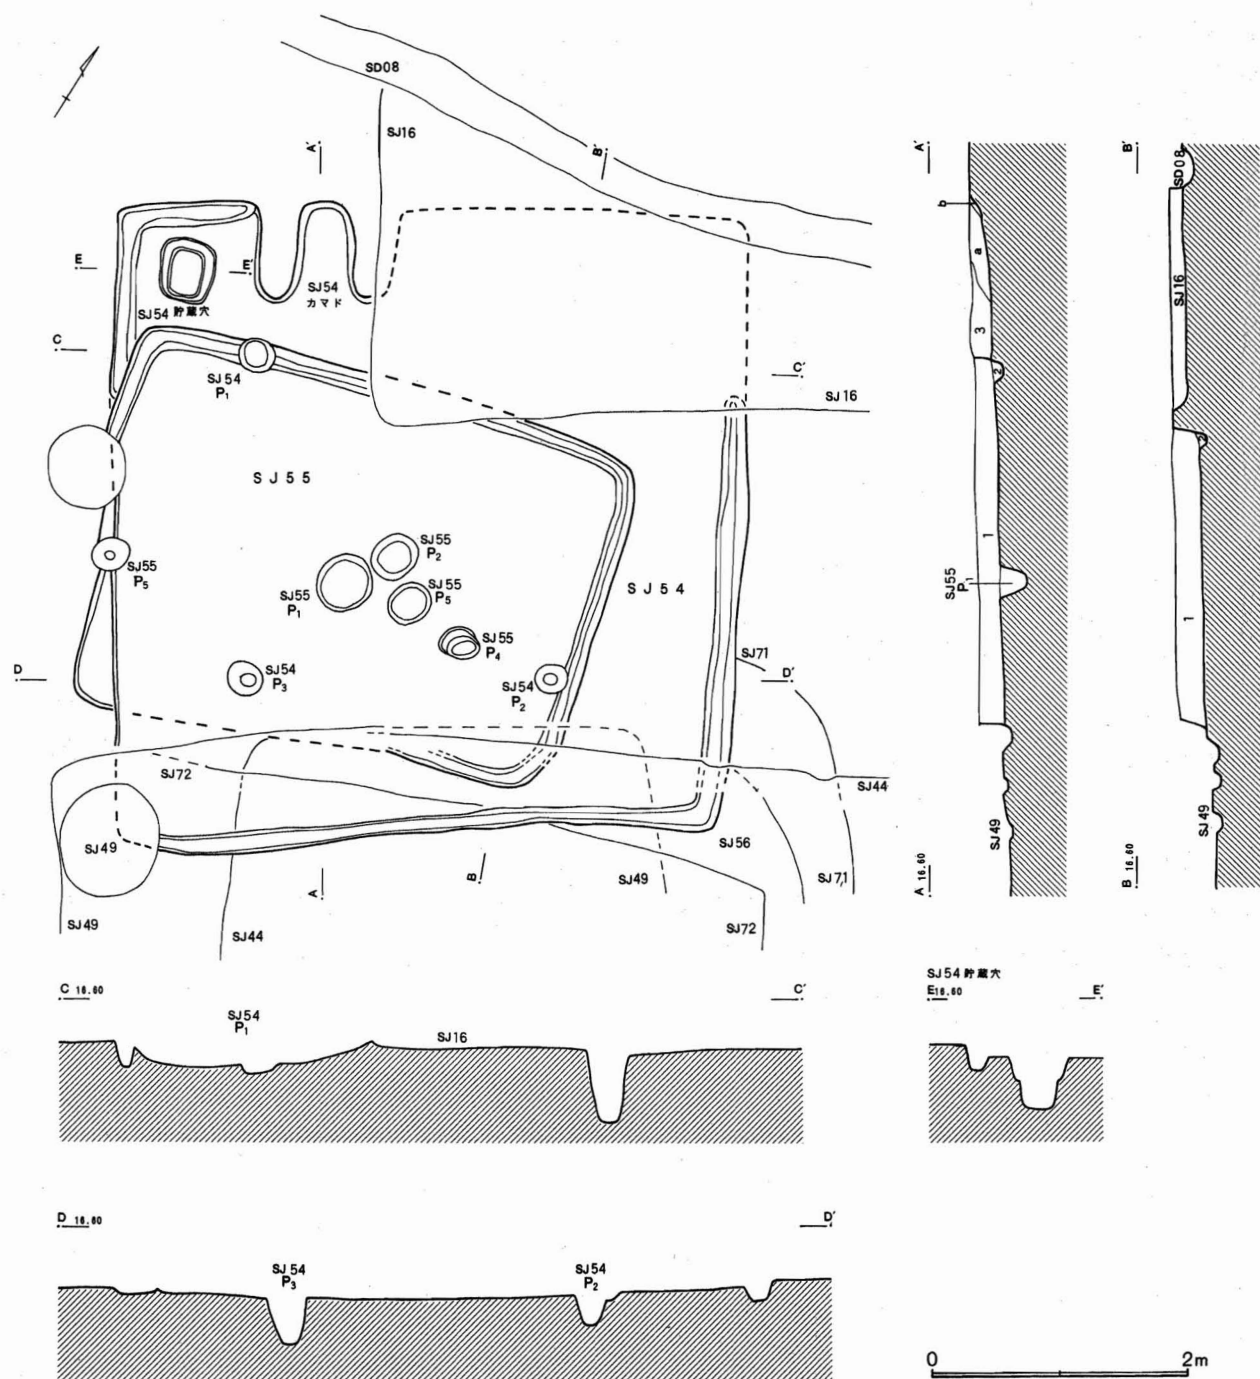 SD08
SJ16
A'
B'
E
E'
SJ54
カマド
SJ54 貯蔵穴
C
C'
SJ54
P1
SJ16
SJ55
SJ55
P2
SJ55
P5
SJ55
P5
SJ55
P1
SJ54
SJ55
P4
SJ54
P3
SJ54
P2
D
D'
SJ71
SJ72
SJ44
SJ49
SJ56
A
B
SJ49
SJ71
SJ49
SJ44
SJ72
A'
b
a
3
2
1
SJ55
P1
SJ49
A 16.60
B'
SD08
SJ16
2
1
SJ49
B 16.60
C 16.60
C'
SJ54
P1
SJ16
SJ54 貯蔵穴
E16.60
E'
D 16.60
D'
SJ54
P3
SJ54
P2
0
2m